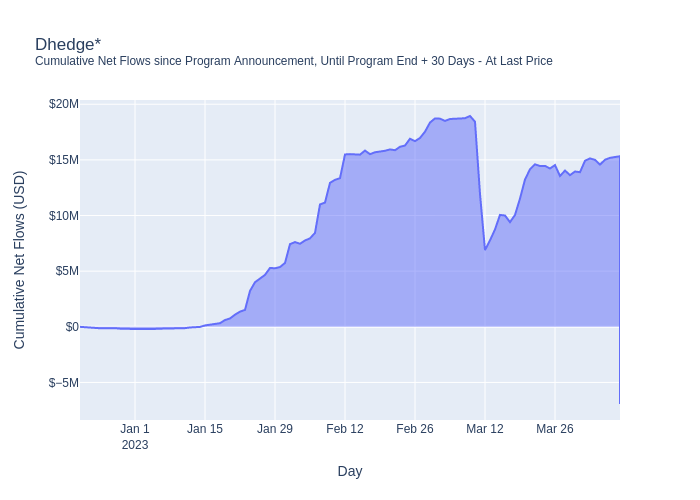 Dhedge*
Cumulative Net Flows since Program Announcement, Until Program End + 30 Days - At Last Price
$20M
$15M
$10M
$5M
$0
$−5M
Cumulative Net Flows (USD)
Jan 1
2023
Jan 15
Jan 29
Feb 12
Feb 26
Mar 12
Mar 26
Day